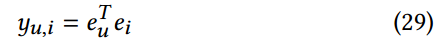 y_{u,i} = e_u^T e_i (29)